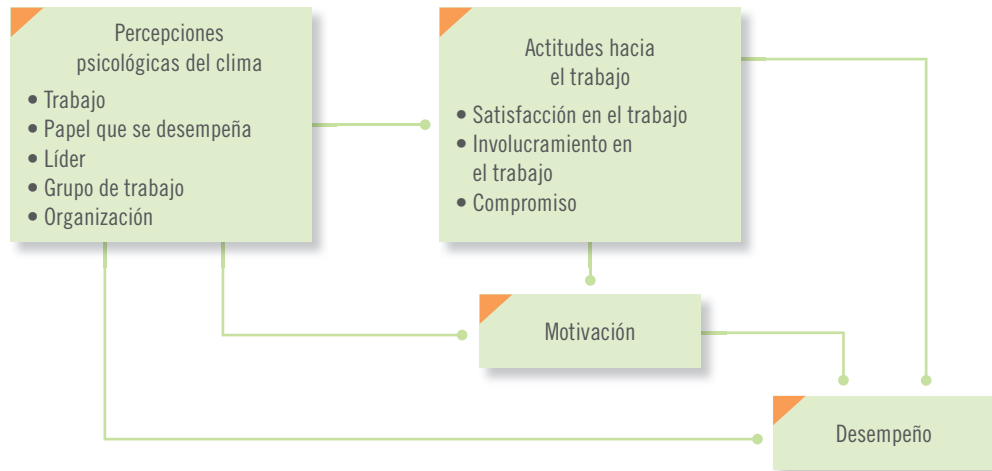 Percepciones
psicológicas del clima
• Trabajo
• Papel que se desempeña
• Líder
• Grupo de trabajo
• Organización
Actitudes hacia
el trabajo
• Satisfacción en el trabajo
• Involucramiento en
el trabajo
• Compromiso
Motivación
Desempeño